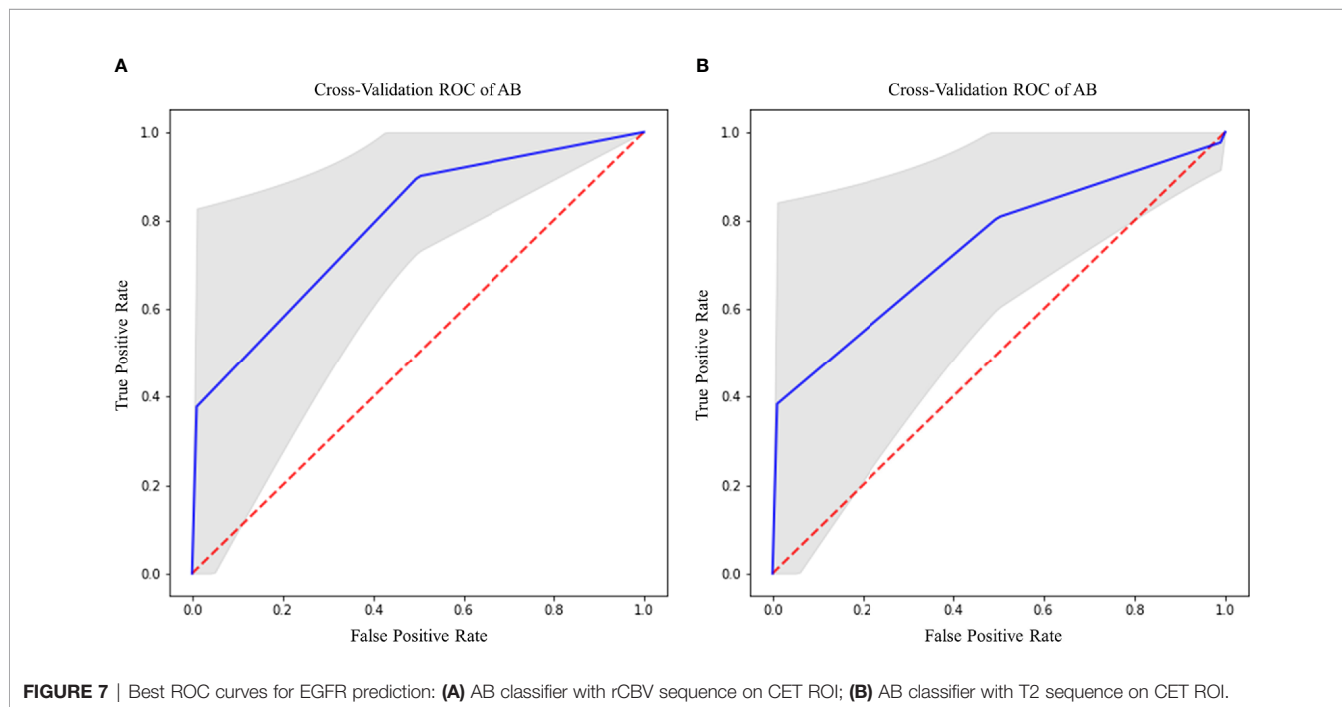 A
Cross-Validation ROC of AB
1.0
0.8
0.6
0.4
0.2
0.0
True Positive Rate
0.0 0.2 0.4 0.6 0.8 1.0
False Positive Rate
B
Cross-Validation ROC of AB
1.0
0.8
0.6
0.4
0.2
0.0
True Positive Rate
0.0 0.2 0.4 0.6 0.8 1.0
False Positive Rate
FIGURE 7 | Best ROC curves for EGFR prediction: (A) AB classifier with rCBV sequence on CET ROI; (B) AB classifier with T2 sequence on CET ROI.